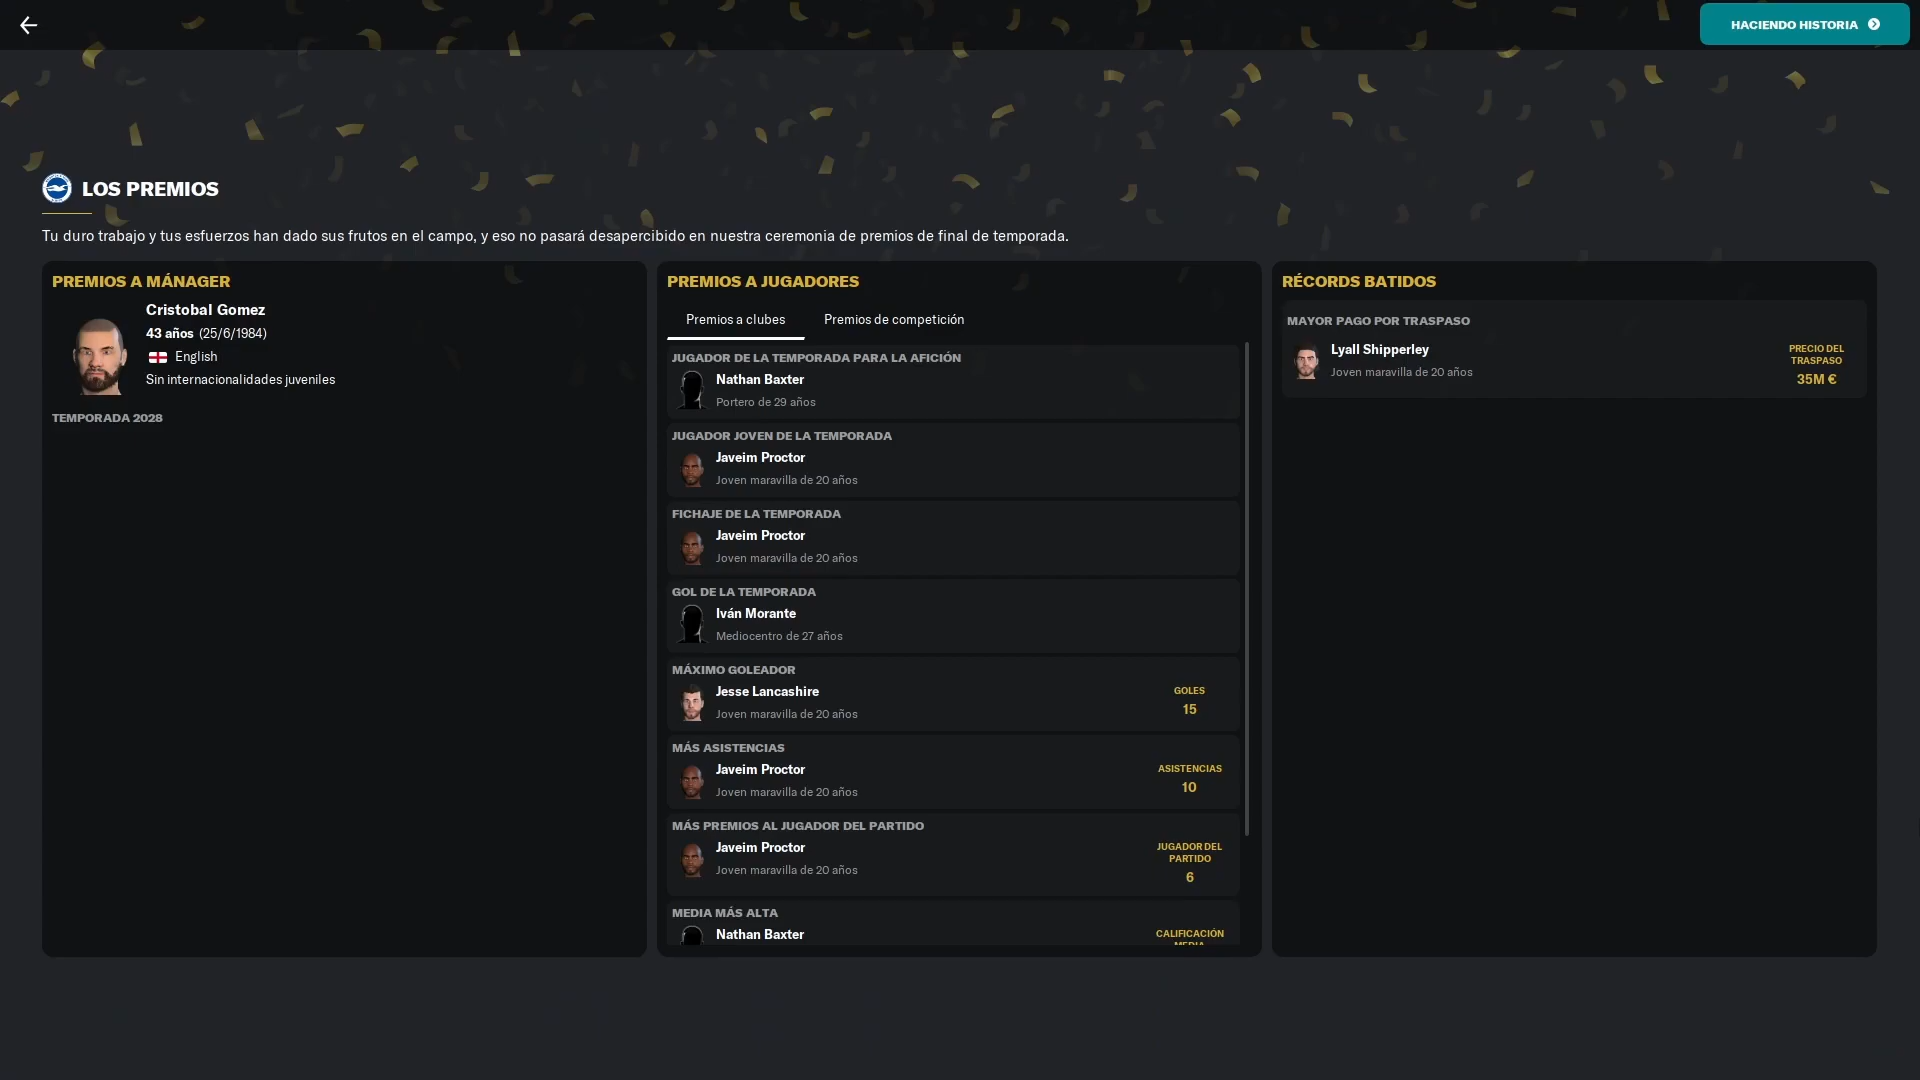 HACIENDO HISTORIA
LOS PREMIOS
Tu duro trabajo y tus esfuerzos han dado sus frutos en el campo, y eso no pasará desapercibido en nuestra ceremonia de premios de final de temporada.
PREMIOS A MÁNAGER
Cristobal Gomez
43 años (25/6/1984)
English
Sin internacionalidades juveniles
TEMPORADA 2028
PREMIOS A JUGADORES
Premios a clubes
Premios de competición
JUGADOR DE LA TEMPORADA PARA LA AFICIÓN
Nathan Baxter
Portero de 29 años
JUGADOR JOVEN DE LA TEMPORADA
Javeim Proctor
Joven maravilla de 20 años
FICHAJE DE LA TEMPORADA
Javeim Proctor
Joven maravilla de 20 años
GOL DE LA TEMPORADA
Iván Morante
Mediocentro de 27 años
MÁXIMO GOLEADOR
Jesse Lancashire
Joven maravilla de 20 años
GOLES
15
MÁS ASISTENCIAS
Javeim Proctor
Joven maravilla de 20 años
ASISTENCIAS
10
MÁS PREMIOS AL JUGADOR DEL PARTIDO
Javeim Proctor
Joven maravilla de 20 años
JUGADOR DEL
PARTIDO
6
MEDIA MÁS ALTA
Nathan Baxter
CALIFICACIÓN
MEDIA
RÉCORDS BATIDOS
MAYOR PAGO POR TRASPASO
Lyall Shipperley
Joven maravilla de 20 años
PRECIO DEL
TRASPASO
35M €